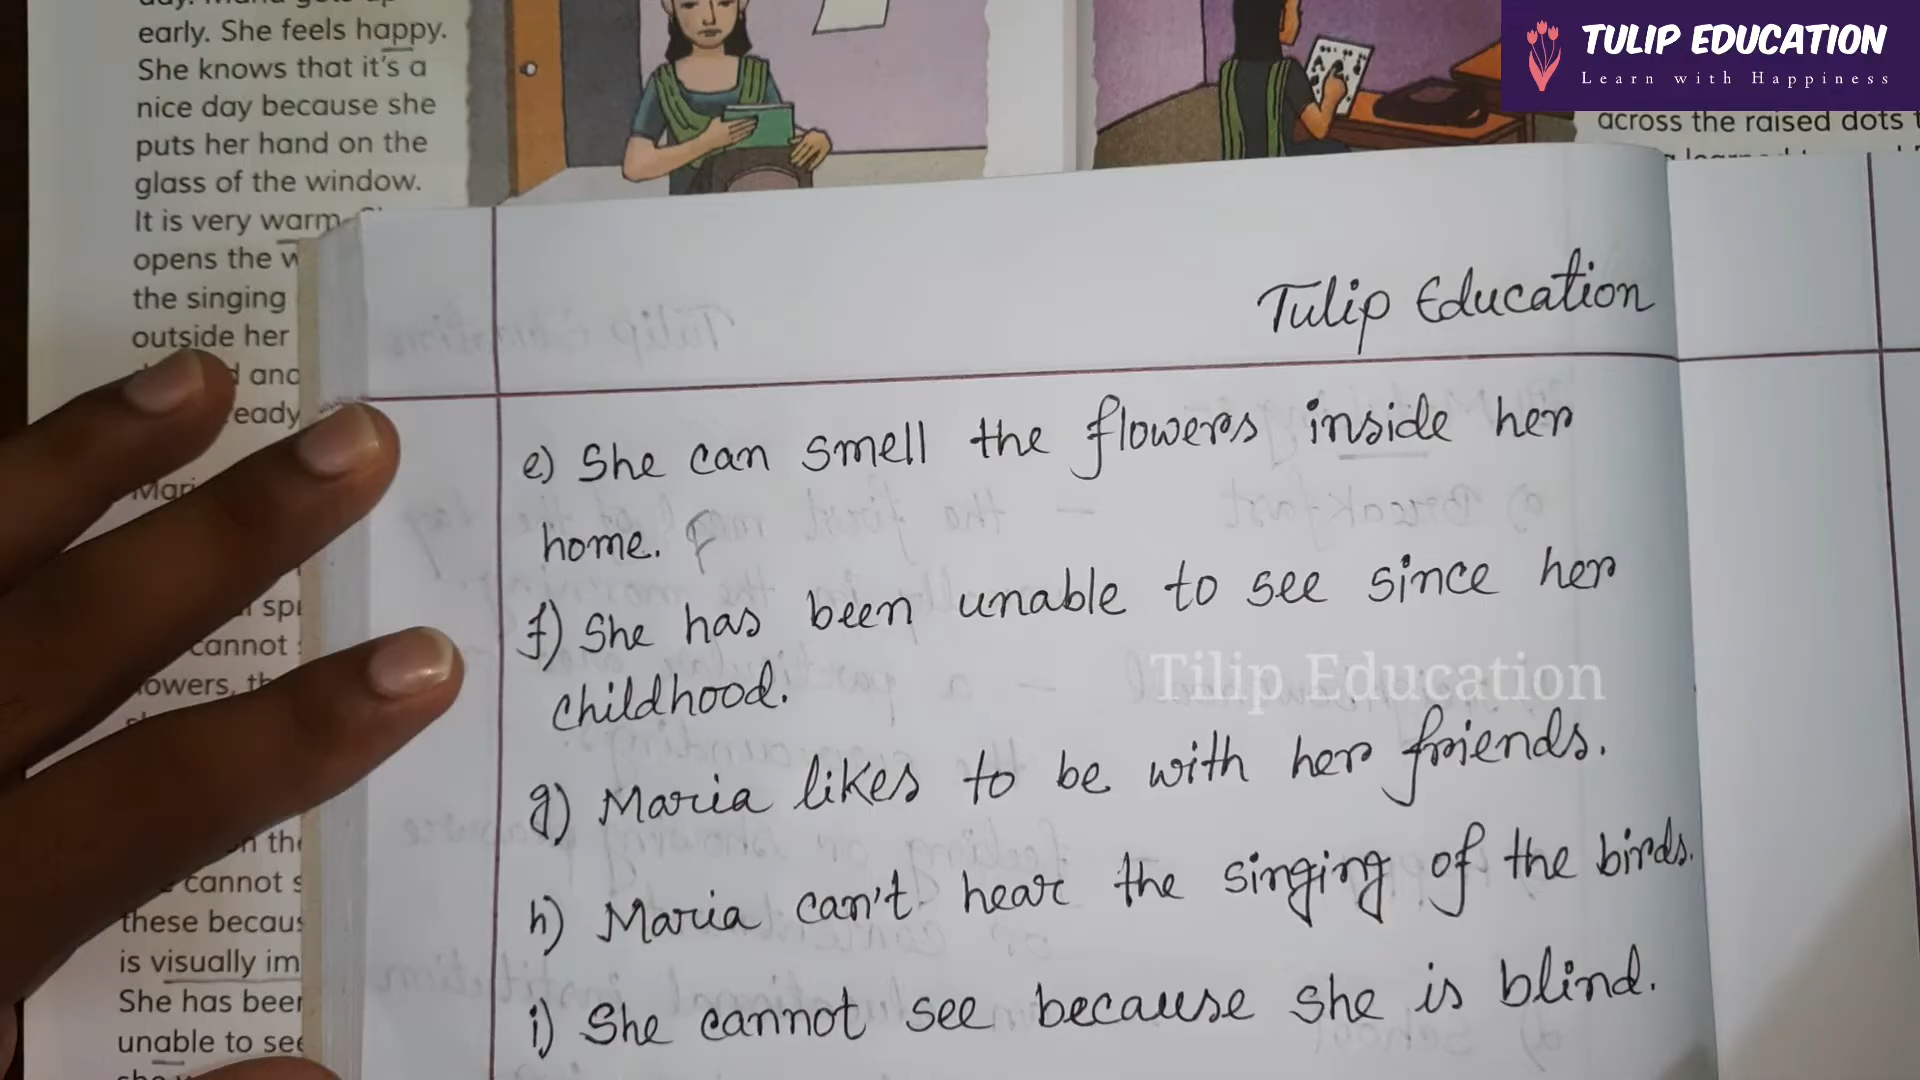 early. She feels happy.
She knows that it's a
nice day because she
puts her hand on the
glass of the window.
It is very warm.
opens the
the singing
outside her
and
eady
TULIP EDUCATION
Learn with Happiness
across the raised dots
Tulip Education
e) She can smell the flowers inside her
home. F
f) She has been unable to see since her
childhood.
Tilip Education
g) Maria likes to be with her friends.
h) Maria can't hear the singing of the birds.
i) She cannot see because she is blind.
Mari
cannot
owers,
cannot s
these becau
is visually im
She has beer
unable to see